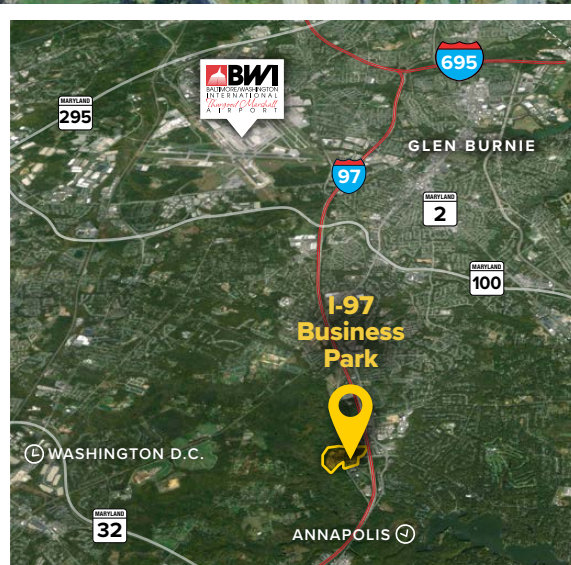 695
BWI
BALTIMORE/WASHINGTON
INTERNATIONAL
Thurgood Marshall
AIRPORT
MARYLAND
295
GLEN BURNIE
97
MARYLAND
2
MARYLAND
100
I-97
Business
Park
WASHINGTON D.C.
MARYLAND
32
ANNAPOLIS